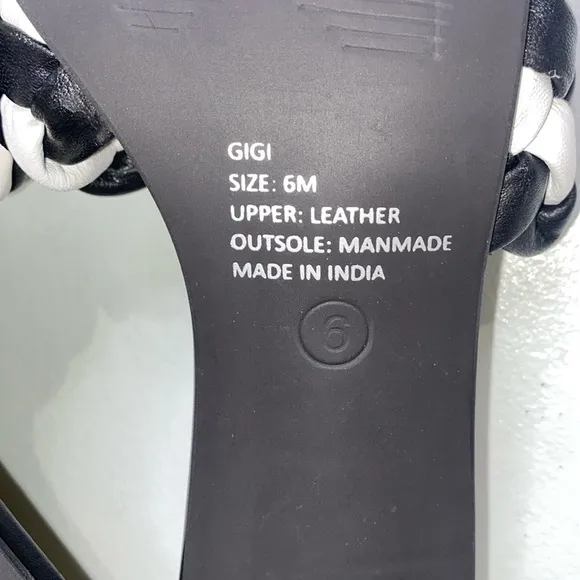 GIGI
SIZE: 6M
UPPER: LEATHER
OUTSOLE: MANMADE
MADE IN INDIA
6